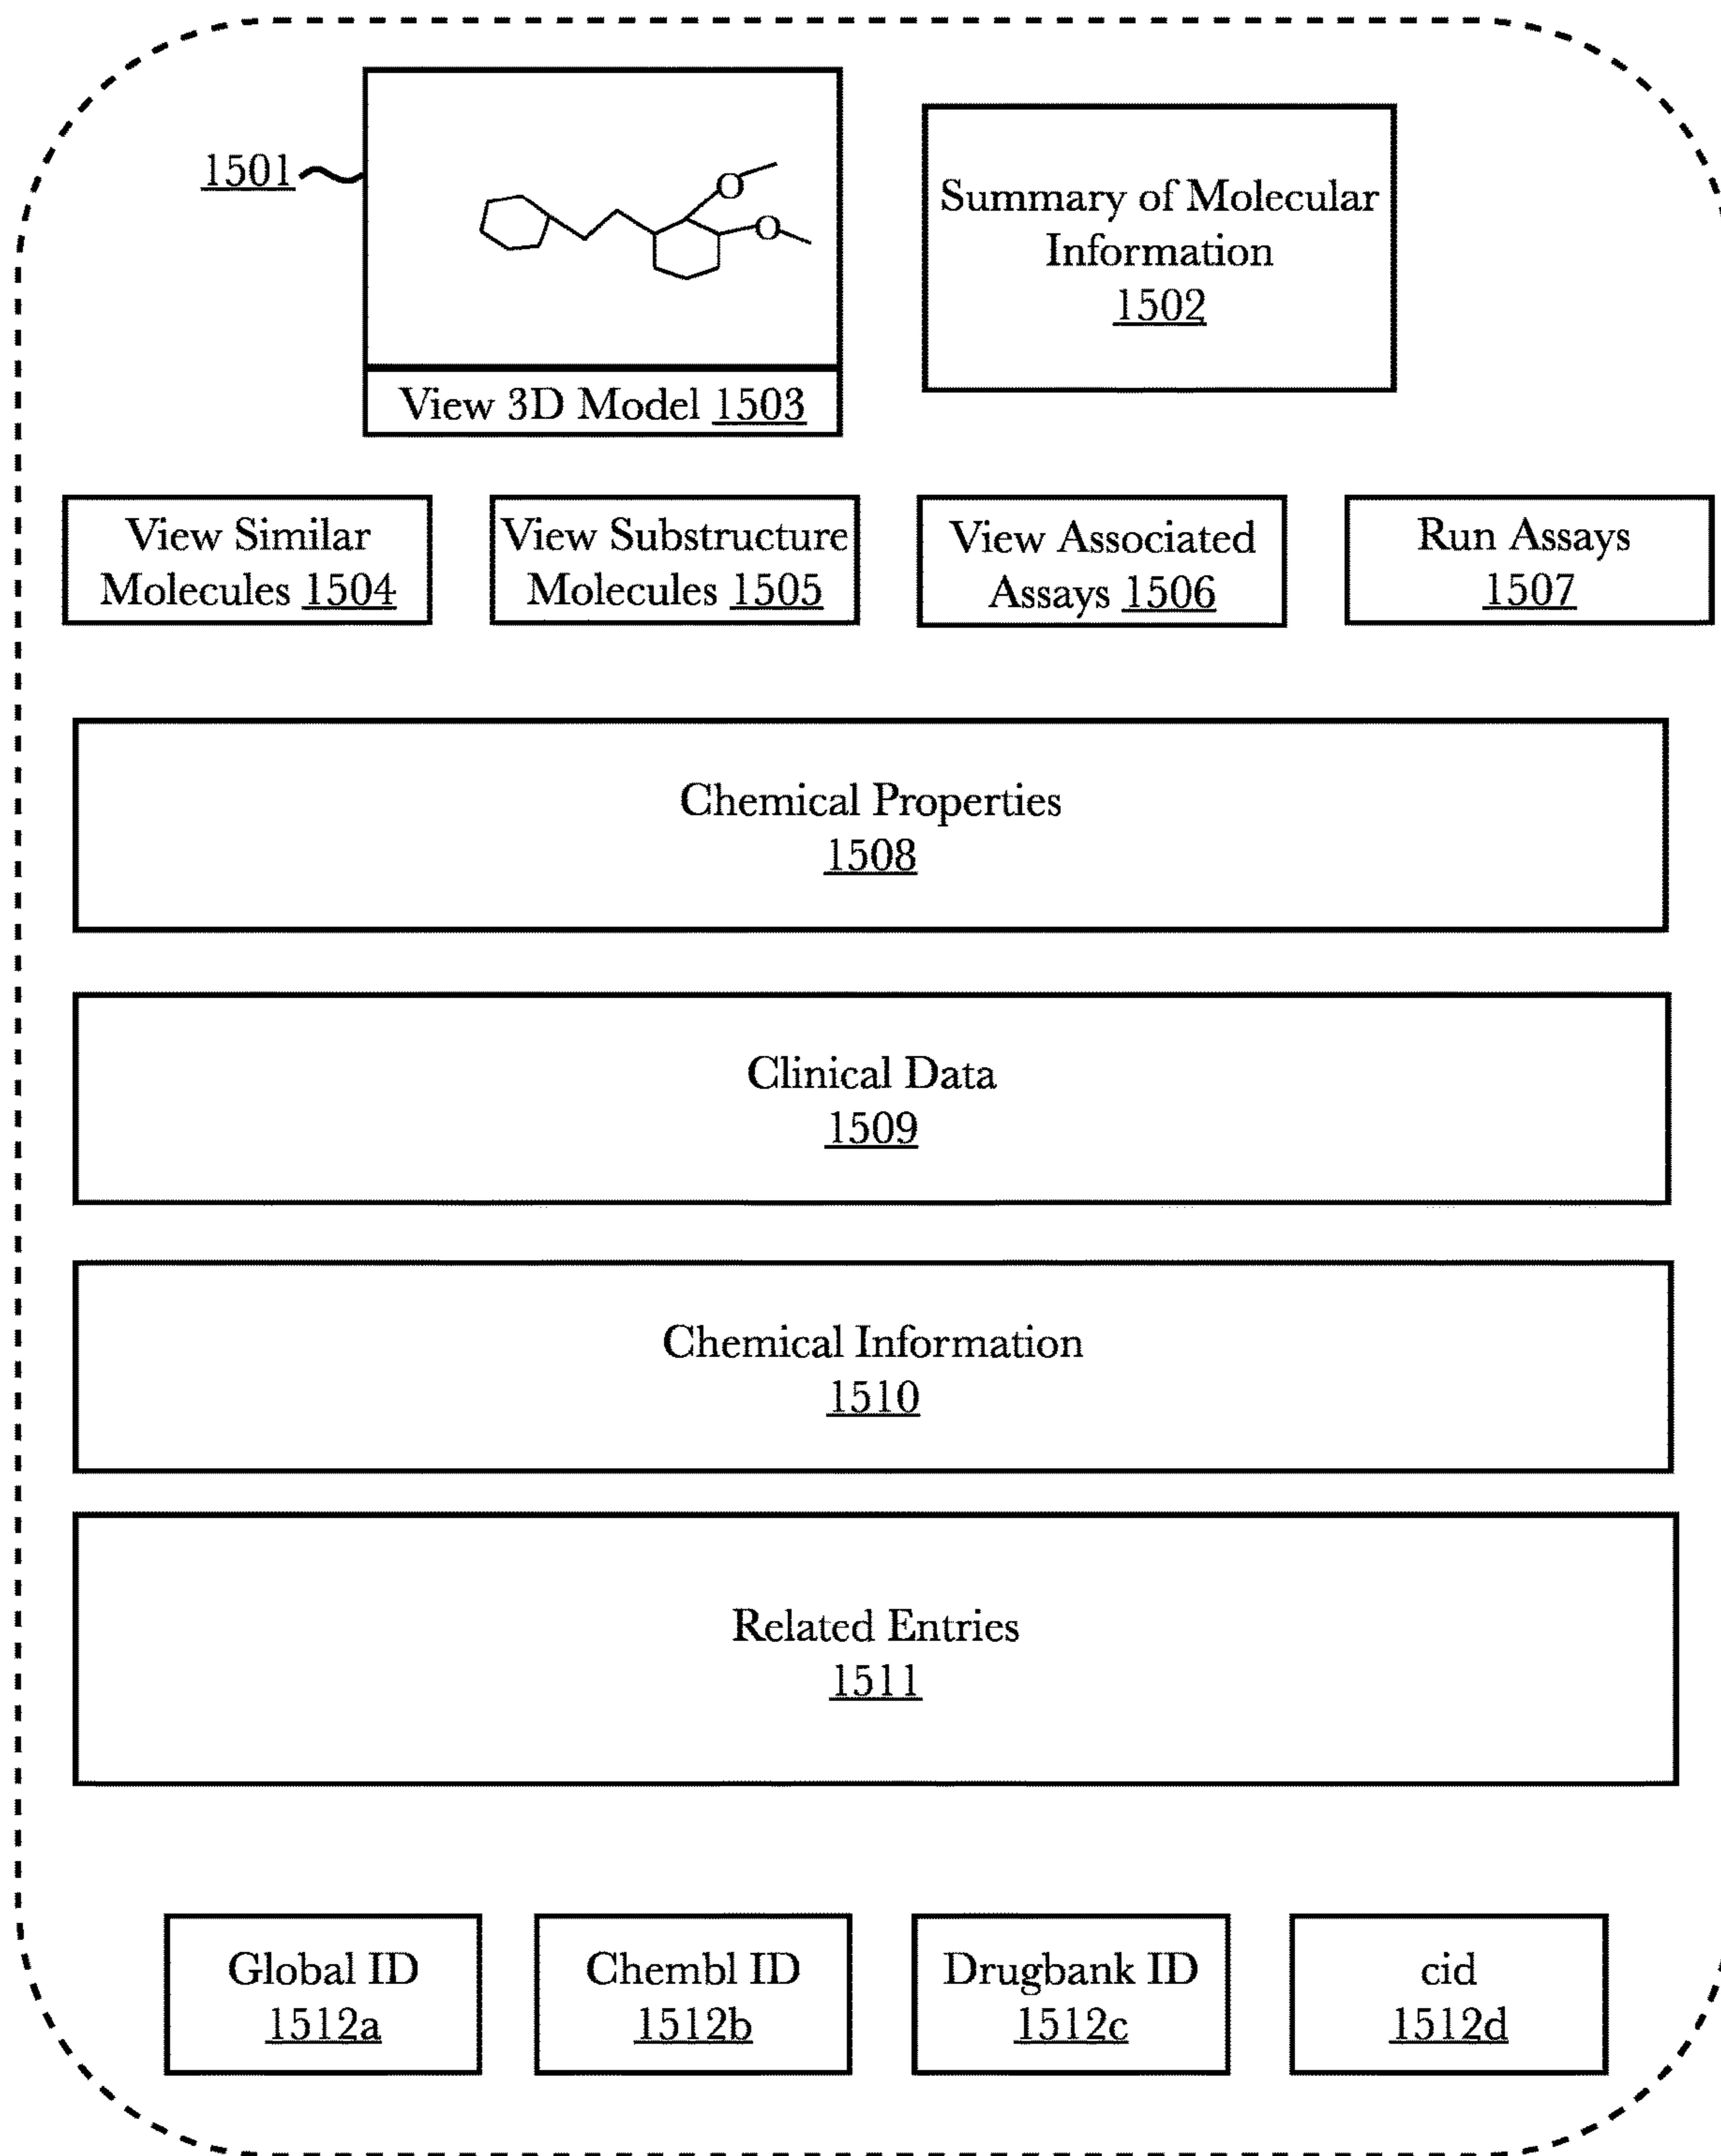 1501
O
O
View 3D Model 1503
Summary of Molecular
Information
1502
View Similar
Molecules 1504
View Substructure
Molecules 1505
View Associated
Assays 1506
Run Assays
1507
Chemical Properties
1508
Clinical Data
1509
Chemical Information
1510
Related Entries
1511
Global ID
1512a
Chembl ID
1512b
Drugbank ID
1512c
cid
1512d